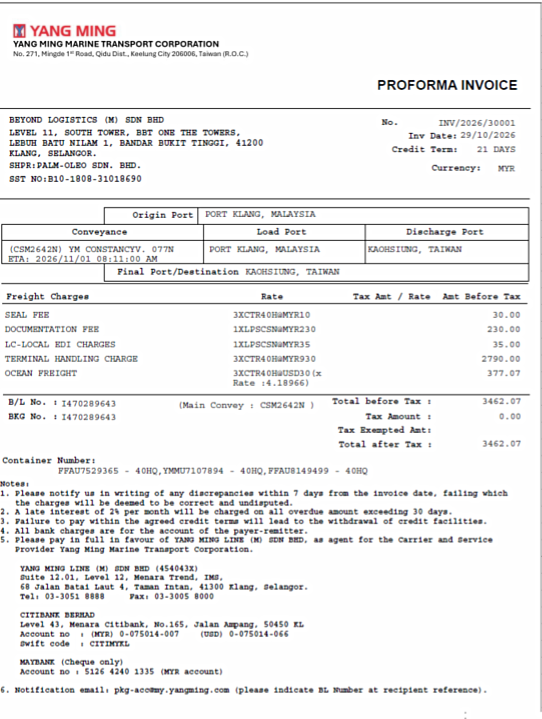 YANG MING
YANG MING MARINE TRANSPORT CORPORATION
No. 271, Mingde 1st Road, Qidu Dist., Keelung City 206006, Taiwan (R.O.C.)
PROFORMA INVOICE
BEYOND LOGISTICS (M) SDN BHD
LEVEL 11, SOUTH TOWER, BBT ONE THE TOWERS,
LEBUH BATU NILAM 1, BANDAR BUKIT TINGGI, 41200
KLANG, SELANGOR.
SHPR:PALM-OLEO SDN. BHD.
SST NO:B10-1808-31018690
No. INV/2026/30001
Inv Date: 29/10/2026
Credit Term: 21 DAYS
Currency: MYR
Origin Port PORT KLANG, MALAYSIA
Conveyance Load Port Discharge Port
(CSM2642N) YM CONSTANCYV. 077N PORT KLANG, MALAYSIA KAOHSIUNG, TAIWAN
ETA: 2026/11/01 08:11:00 AM
Final Port/Destination KAOHSIUNG, TAIWAN
Freight Charges Rate Tax Amt / Rate Amt Before Tax
SEAL FEE 3XCTR40H@MYR10 30.00
DOCUMENTATION FEE 1XLPSCSN@MYR230 230.00
LC-LOCAL EDI CHARGES 1XLPSCSN@MYR35 35.00
TERMINAL HANDLING CHARGE 3XCTR40H@MYR930 2790.00
OCEAN FREIGHT 3XCTR40H@USD30(x 377.07
Rate :4.18966)
B/L No. : I470289643 (Main Convey : CSM2642N ) Total before Tax : 3462.07
BKG No. : I470289643 Tax Amount : 0.00
Tax Exempted Amt:
Total after Tax : 3462.07
Container Number:
FFAU7529365 - 40HQ,YMMU7107894 - 40HQ,FFAU8149499 - 40HQ
Notes:
1. Please notify us in writing of any discrepancies within 7 days from the invoice date, failing which
the charges will be deemed to be correct and undisputed.
2. A late interest of 2% per month will be charged on all overdue amount exceeding 30 days.
3. Failure to pay within the agreed credit terms will lead to the withdrawal of credit facilities.
4. All bank charges are for the account of the payer-remitter.
5. Please pay in full in favour of YANG MING LINE (M) SDN BHD, as agent for the Carrier and Service
Provider Yang Ming Marine Transport Corporation.
YANG MING LINE (M) SDN BHD (454043X)
Suite 12.01, Level 12, Menara Trend, IMS,
68 Jalan Batai Laut 4, Taman Intan, 41300 Klang, Selangor.
Tel: 03-3051 8888 Fax: 03-3005 8000
CITIBANK BERHAD
Level 43, Menara Citibank, No.165, Jalan Ampang, 50450 KL
Account no : (MYR) 0-075014-007 (USD) 0-075014-066
Swift code : CITIMYKL
MAYBANK (Cheque only)
Account no : 5126 4240 1335 (MYR account)
6. Notification email: pkg-acc@my.yangming.com (please indicate BL Number at recipient reference).